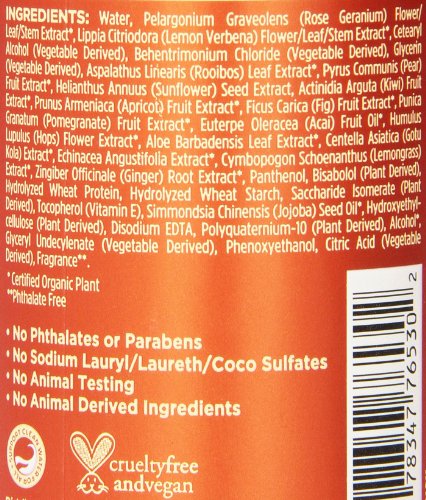 INGREDIENTS: Water, Pelargonium Graveolens (Rose Geranium) Flower/
Leaf/Stem Extract*, Lippia Citriodora (Lemon Verbena) Flower/Leaf/Stem Extract*, Cetearyl
Alcohol (Vegetable Derived), Behentrimonium Chloride (Vegetable Derived), Glycerin
(Vegetable Derived), Aspalathus Linearis (Rooibos) Leaf Extract*, Pyrus Communis (Pear)
Fruit Extract*, Helianthus Annuus (Sunflower) Seed Extract, Actinidia Arguta (Kiwi) Fruit
Extract*, Prunus Armeniaca (Apricot) Fruit Extract*, Ficus Carica (Fig) Fruit Extract*, Punica
Granatum (Pomegranate) Fruit Extract*, Euterpe Oleracea (Acai) Fruit Oil*, Humulus
Lupulus (Hops) Flower Extract*, Aloe Barbadensis Leaf Extract*, Centella Asiatica (Gotu
Kola) Extract*, Echinacea Angustifolia Extract*, Cymbopogon Schoenanthus (Lemongrass)
Extract*, Zingiber Officinale (Ginger) Root Extract*, Panthenol, Bisabolol (Plant Derived),
Hydrolyzed Wheat Protein, Hydrolyzed Wheat Starch, Saccharide Isomerate (Plant
Derived), Tocopherol (Vitamin E), Simmondsia Chinensis (Jojoba) Seed Oil*, Hydroxyethyl-
cellulose (Plant Derived), Disodium EDTA, Polyquaternium-10 (Plant Derived), Alcohol*,
Glyceryl Undecylenate (Vegetable Derived), Phenoxyethanol, Citric Acid (Vegetable
Derived), Fragrance**.
*Certified Organic Plant
**Phthalate Free
• No Phthalates or Parabens
• No Sodium Lauryl/Laureth/Coco Sulfates
• No Animal Testing
• No Animal Derived Ingredients
SUPPORT CLEAN WATER FOR ALL
crueltyfree
andvegan
78347 76530 2